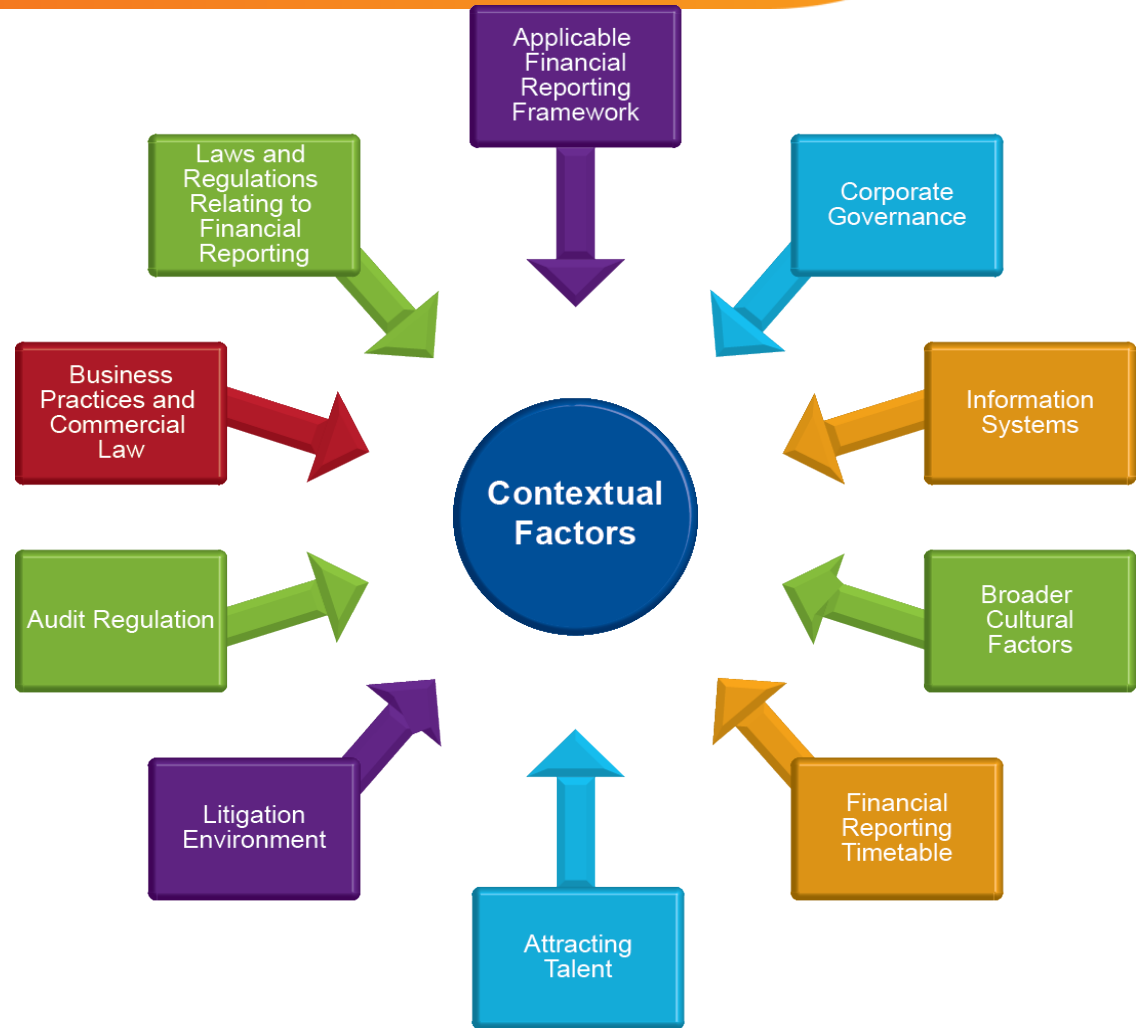 Applicable
Financial
Reporting
Framework
Laws and
Regulations
Relating to
Financial
Reporting
Corporate
Governance
Business
Practices and
Commercial
Law
Information
Systems
Contextual
Factors
Audit Regulation
Broader
Cultural
Factors
Litigation
Environment
Financial
Reporting
Timetable
Attracting
Talent